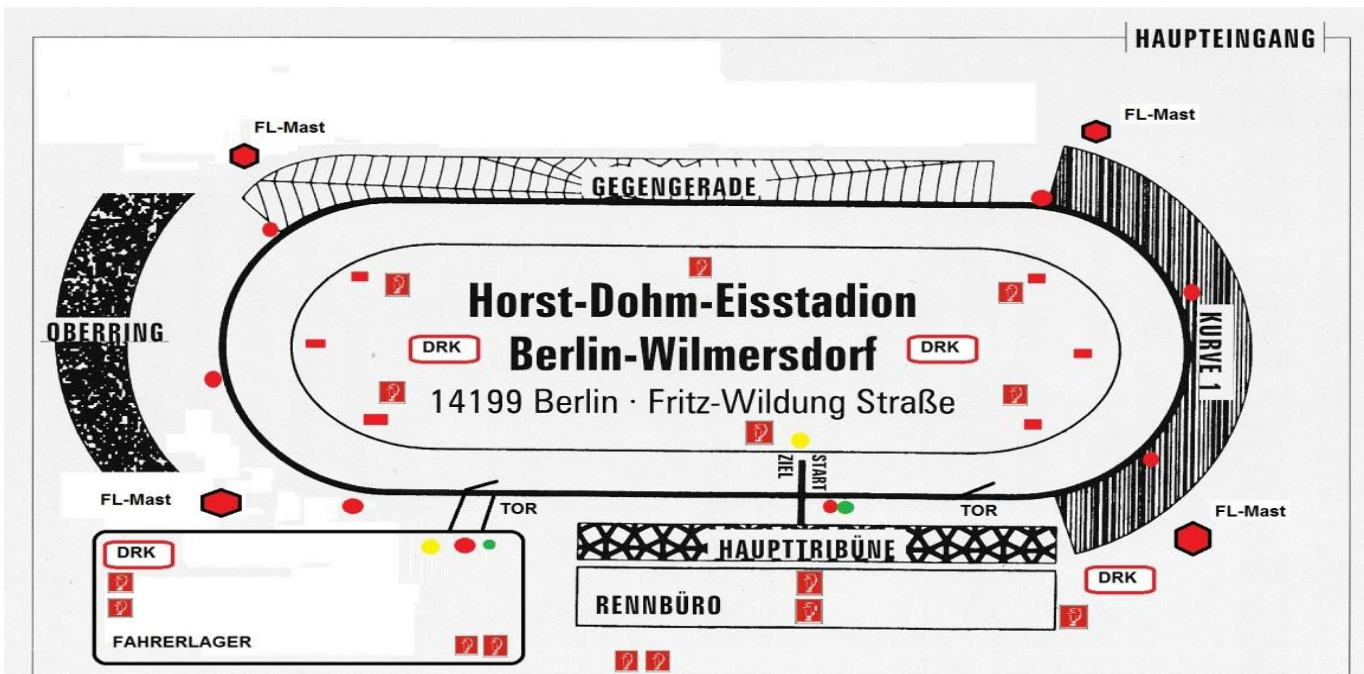 HAUPTEINGANG
FL-Mast
FL-Mast
GEGENGERADE
Horst-Dohm-Eisstadion
OBERRING
DRK
Berlin-Wilmersdorf
DRK
KURVE 1
14199 Berlin · Fritz-Wildung Straße
ZIEL
START
FL-Mast
TOR
TOR
FL-Mast
DRK
HAUPTTRIBÜNE
DRK
RENNBÜRO
FAHRERLAGER